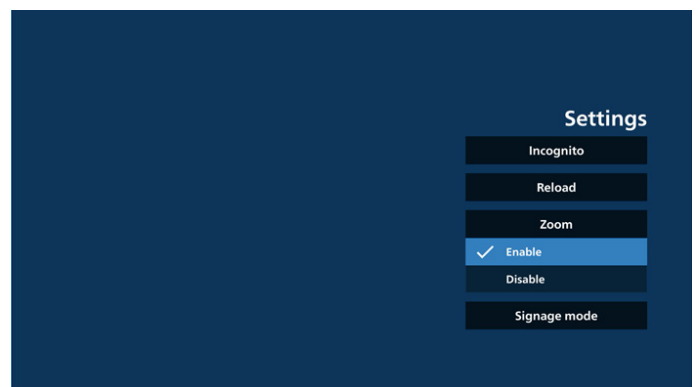 Settings
Incognito
Reload
Zoom
Enable
Disable
Signage mode